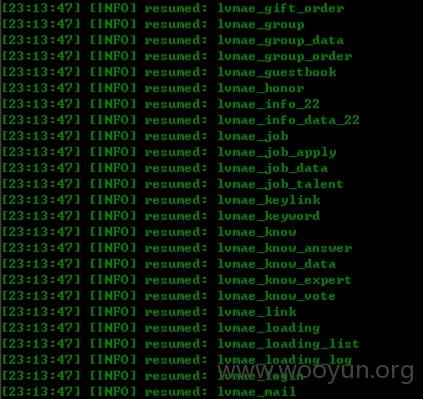 [23:13:47] [INFO] resumed: lvmae_gift_order
[23:13:47] [INFO] resumed: lvmae_group
[23:13:47] [INFO] resumed: lvmae_group_data
[23:13:47] [INFO] resumed: lvmae_group_order
[23:13:47] [INFO] resumed: lvmae_guestbook
[23:13:47] [INFO] resumed: lvmae_honor
[23:13:47] [INFO] resumed: lvmae_info_22
[23:13:47] [INFO] resumed: lvmae_info_data_22
[23:13:47] [INFO] resumed: lvmae_job
[23:13:47] [INFO] resumed: lvmae_job_apply
[23:13:47] [INFO] resumed: lvmae_job_data
[23:13:47] [INFO] resumed: lvmae_job_talent
[23:13:47] [INFO] resumed: lvmae_keylink
[23:13:47] [INFO] resumed: lvmae_keyword
[23:13:47] [INFO] resumed: lvmae_know
[23:13:47] [INFO] resumed: lvmae_know_answer
[23:13:47] [INFO] resumed: lvmae_know_data
[23:13:47] [INFO] resumed: lvmae_know_expert
[23:13:47] [INFO] resumed: lvmae_know_vote
[23:13:47] [INFO] resumed: lvmae_link
[23:13:47] [INFO] resumed: lvmae_loading
[23:13:47] [INFO] resumed: lvmae_loading_list
[23:13:47] [INFO] resumed: lvmae_loading_log
[23:13:47] [INFO] resumed: lvmae_login
[23:13:47] [INFO] resumed: lvmae_mail
www.wooyun.org